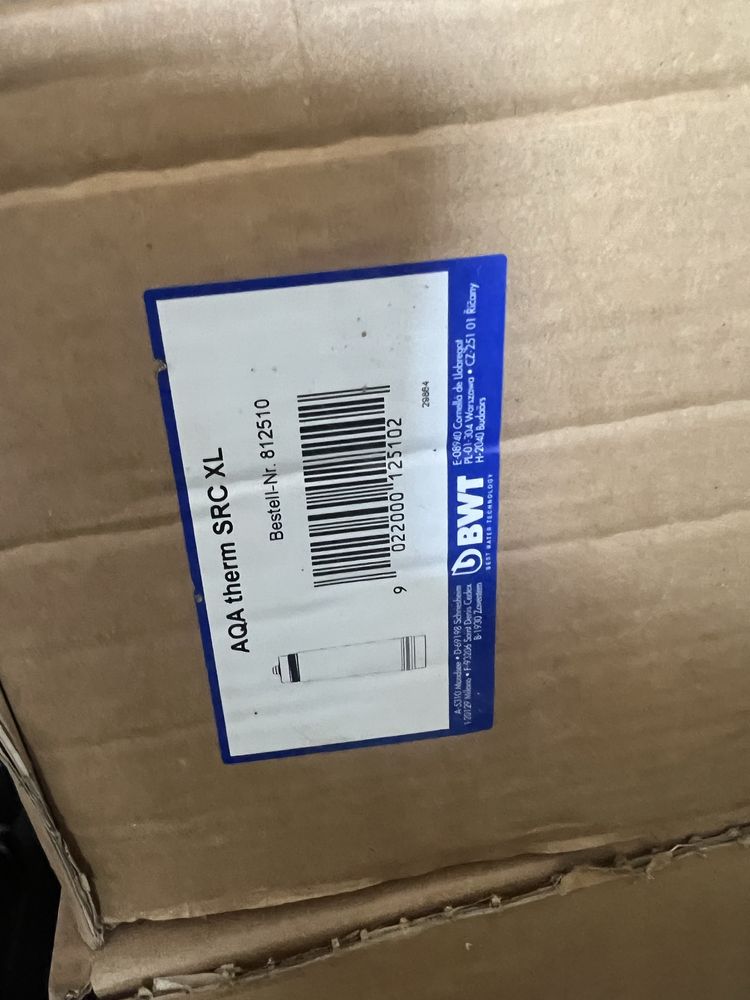 AQA therm SRC XL
Bestell-Nr. 812510
9 022000 125102
29884
A-5310 Mondsee • D-69198 Schriesheim
I-20129 Milano • F-93206 Saint Denis Cedex
B-1930 Zaventem
BWT
BEST WATER TECHNOLOGY
E-08940 Cornellà de Llobregat
PL-01-304 Warszawa • CZ-251 01 Říčany
H-2040 Budaörs